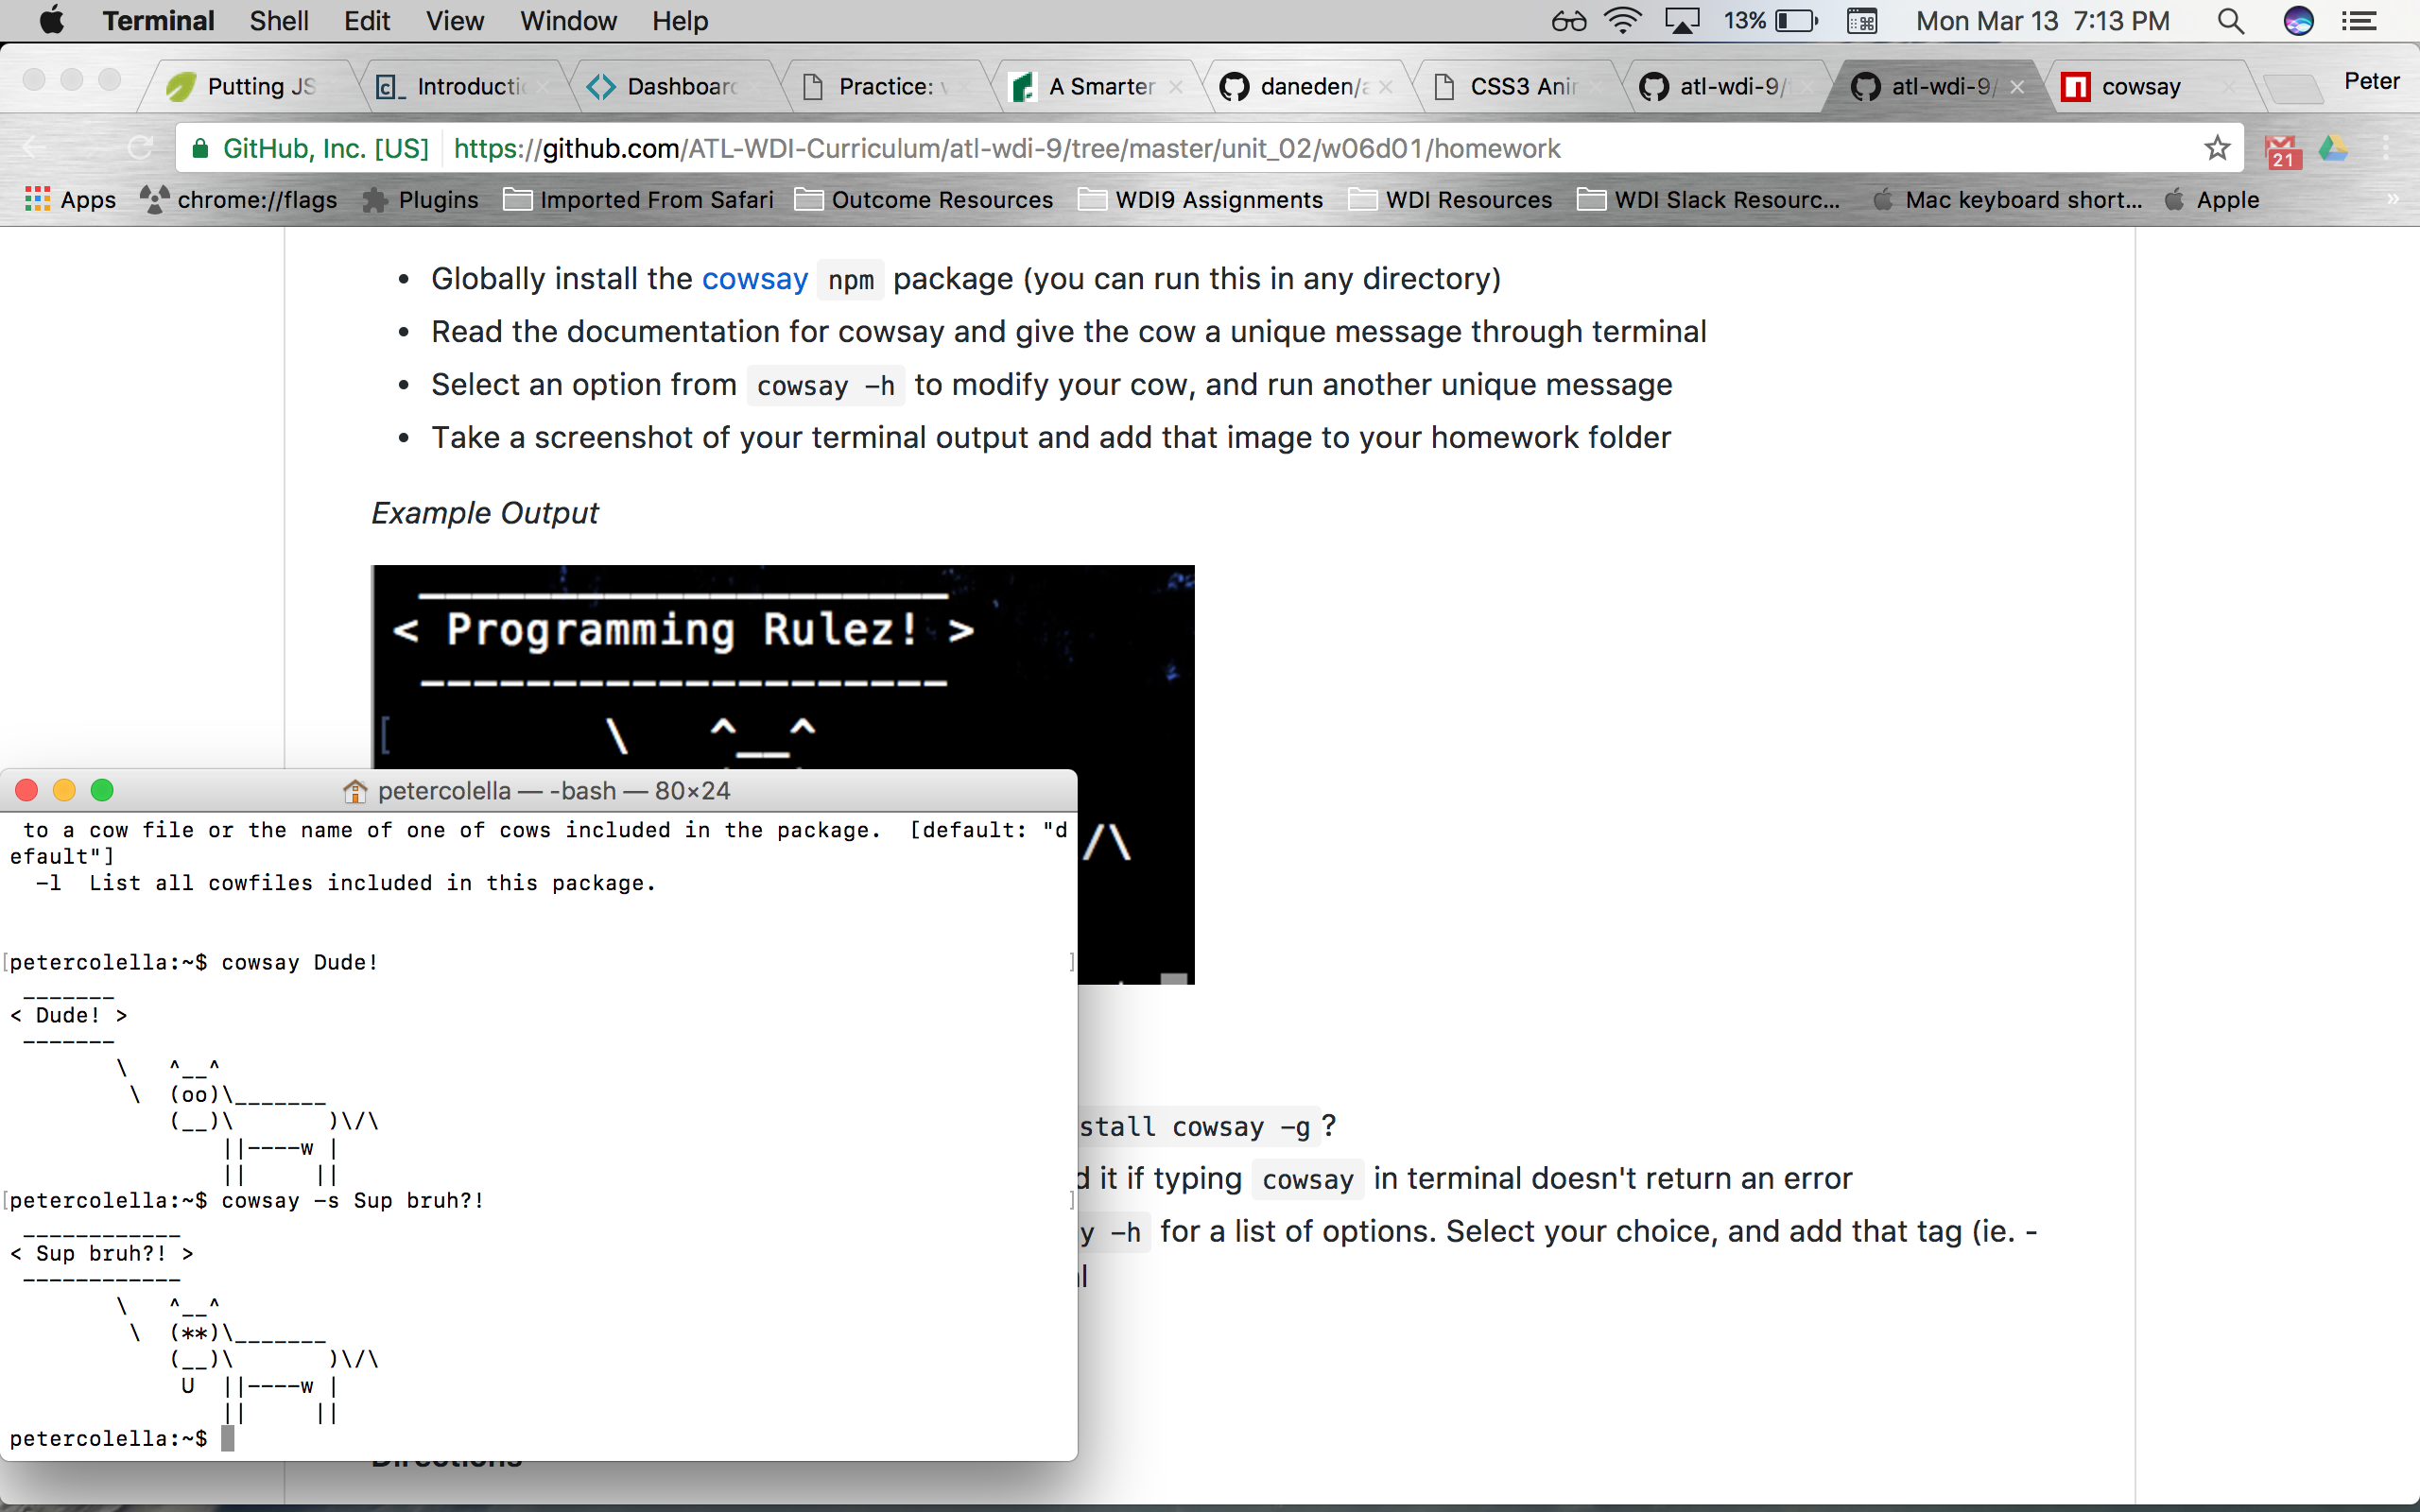 Terminal Shell Edit View Window Help 13% Mon Mar 13 7:13 PM
Putting JS Introducti Dashboard Practice: v A Smarter daneden/a CSS3 Anir atl-wdi-9/ atl-wdi-9/ cowsay Peter
GitHub, Inc. [US] https://github.com/ATL-WDI-Curriculum/atl-wdi-9/tree/master/unit_02/w06d01/homework 21
Apps chrome://flags Plugins Imported From Safari Outcome Resources WDI9 Assignments WDI Resources WDI Slack Resourc... Mac keyboard short... Apple »
• Globally install the cowsay npm package (you can run this in any directory)
• Read the documentation for cowsay and give the cow a unique message through terminal
• Select an option from cowsay -h to modify your cow, and run another unique message
• Take a screenshot of your terminal output and add that image to your homework folder
Example Output
____________________
< Programming Rulez! >
--------------------
[        \   ^__^
/\
stall cowsay -g ?
d it if typing cowsay in terminal doesn't return an error
y -h for a list of options. Select your choice, and add that tag (ie. -
petercolella — -bash — 80×24
 to a cow file or the name of one of cows included in the package.  [default: "d
efault"]
  -l  List all cowfiles included in this package.
[petercolella:~$ cowsay Dude! ]
 _______
< Dude! >
 -------
        \   ^__^
         \  (oo)\_______
            (__)\       )\/\
                ||----w |
                ||     ||
[petercolella:~$ cowsay -s Sup bruh?! ]
 ____________
< Sup bruh?! >
 ------------
        \   ^__^
         \  (**)\_______
            (__)\       )\/\
             U  ||----w |
                ||     ||
petercolella:~$